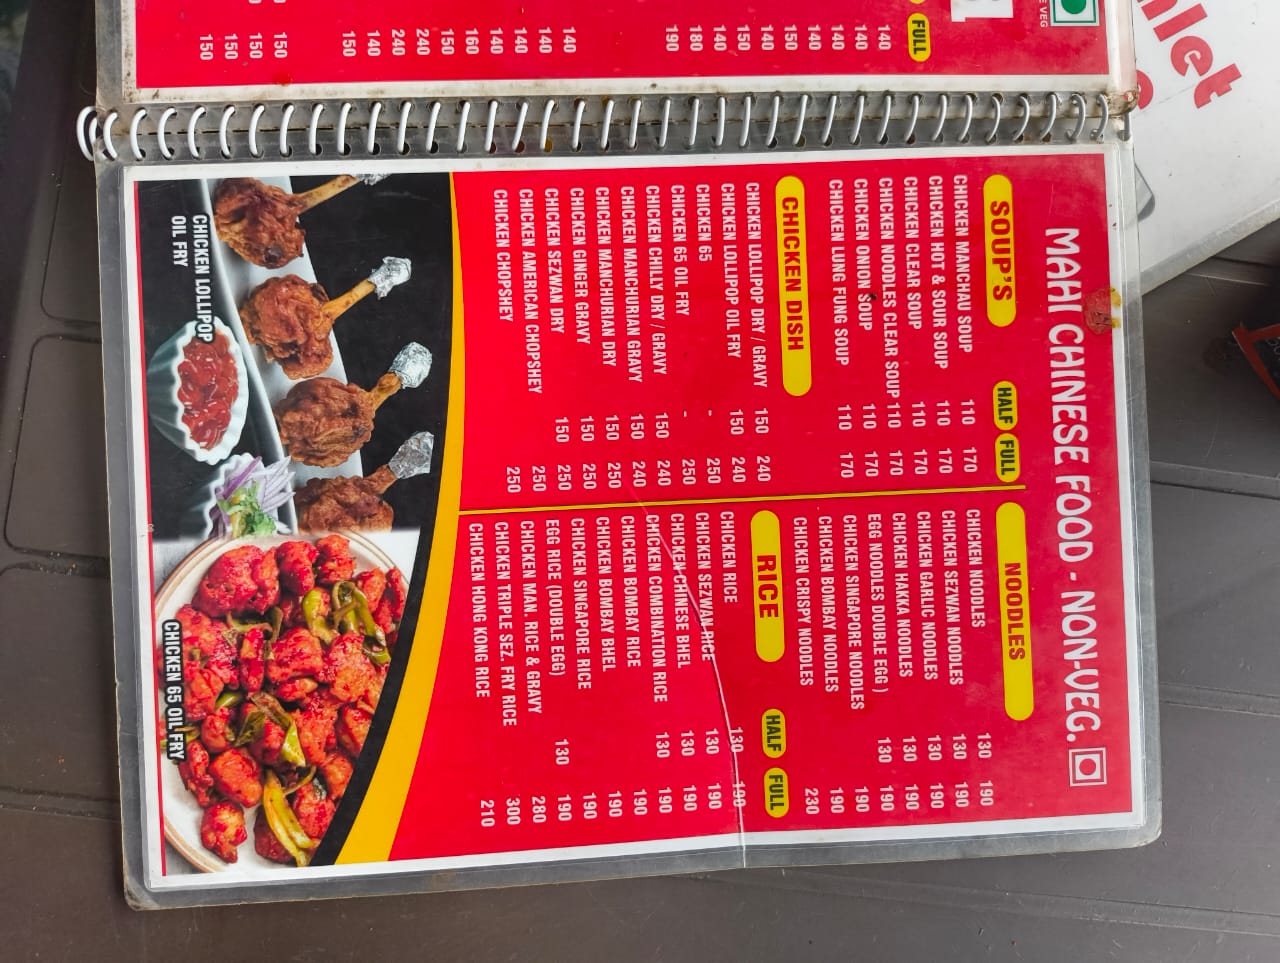 VEG
FULL
140
140
140
140
150
140
150
140
180
190
140
140
140
140
160
150
240
240
140
150
150
150
150
150
MAHI CHINESE FOOD - NON-VEG.
SOUP'S HALF FULL
CHICKEN MANCHAU SOUP 110 170
CHICKEN HOT & SOUR SOUP 110 170
CHICKEN CLEAR SOUP 110 170
CHICKEN NOODLES CLEAR SOUP 110 170
CHICKEN ONION SOUP 110 170
CHICKEN LUNG FUNG SOUP 110 170
CHICKEN DISH
CHICKEN LOLLIPOP DRY / GRAVY 150 240
CHICKEN LOLLIPOP OIL FRY 150 240
CHICKEN 65 - 250
CHICKEN 65 OIL FRY - 250
CHICKEN CHILLY DRY / GRAVY 150 240
CHICKEN MANCHURIAN GRAVY 150 240
CHICKEN MANCHURIAN DRY 150 250
CHICKEN GINGER GRAVY 150 250
CHICKEN SEZWAN DRY 150 250
CHICKEN AMERICAN CHOPSHEY 250
CHICKEN CHOPSHEY 250
NOODLES
CHICKEN NOODLES 130 190
CHICKEN SEZWAN NOODLES 130 190
CHICKEN GARLIC NOODLES 130 190
CHICKEN HAKKA NOODLES 130 190
EGG NOODLES DOUBLE EGG ) 130 190
CHICKEN SINGAPORE NOODLES 190
CHICKEN BOMBAY NOODLES 190
CHICKEN CRISPY NOODLES 230
RICE HALF FULL
CHICKEN RICE 130 190
CHICKEN SEZWAN RICE 130 190
CHICKEN CHINESE BHEL 130 190
CHICKEN COMBINATION RICE 130 190
CHICKEN BOMBAY RICE 190
CHICKEN BOMBAY BHEL 190
CHICKEN SINGAPORE RICE 190
EGG RICE (DOUBLE EGG) 130 190
CHICKEN MAN. RICE & GRAVY 280
CHICKEN TRIPLE SEZ. FRY RICE 300
CHICKEN HONG KONG RICE 210
CHICKEN LOLLIPOP
OIL FRY
CHICKEN 65 OIL FRY